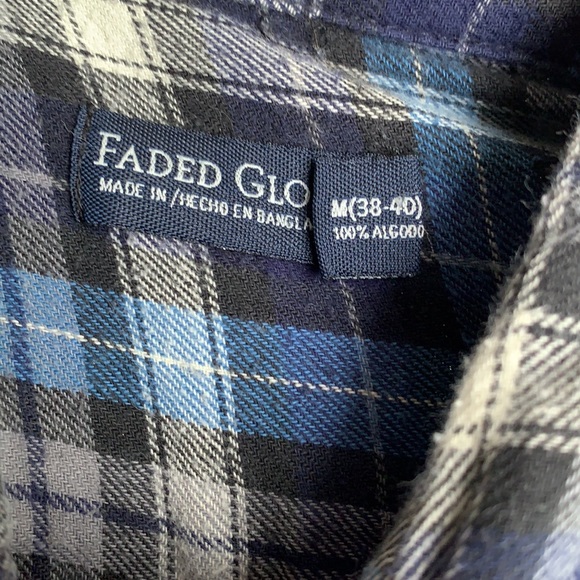 FADED GLO
MADE IN / HECHO EN BANGLA
M(38-40)
100% ALGODO